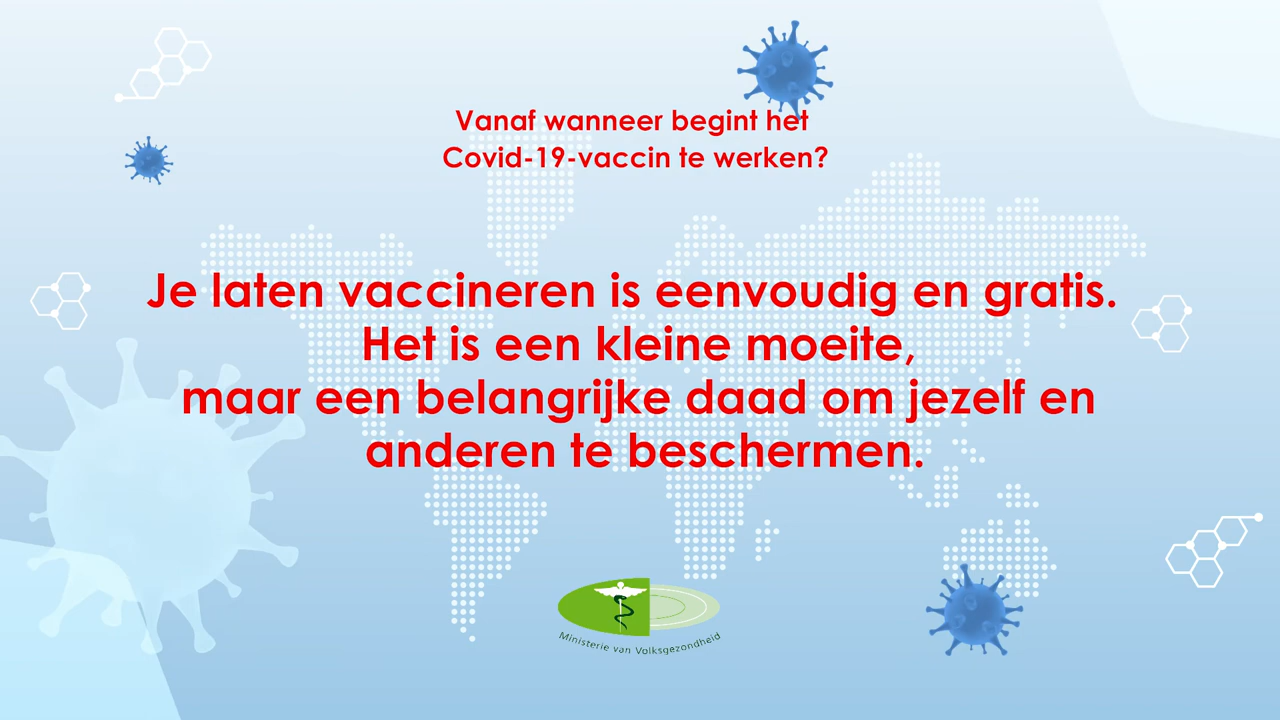 Vanaf wanneer begint het
Covid-19-vaccin te werken?
Je laten vaccineren is eenvoudig en gratis.
Het is een kleine moeite,
maar een belangrijke daad om jezelf en
anderen te beschermen.
Ministerie van Volksgezondheid